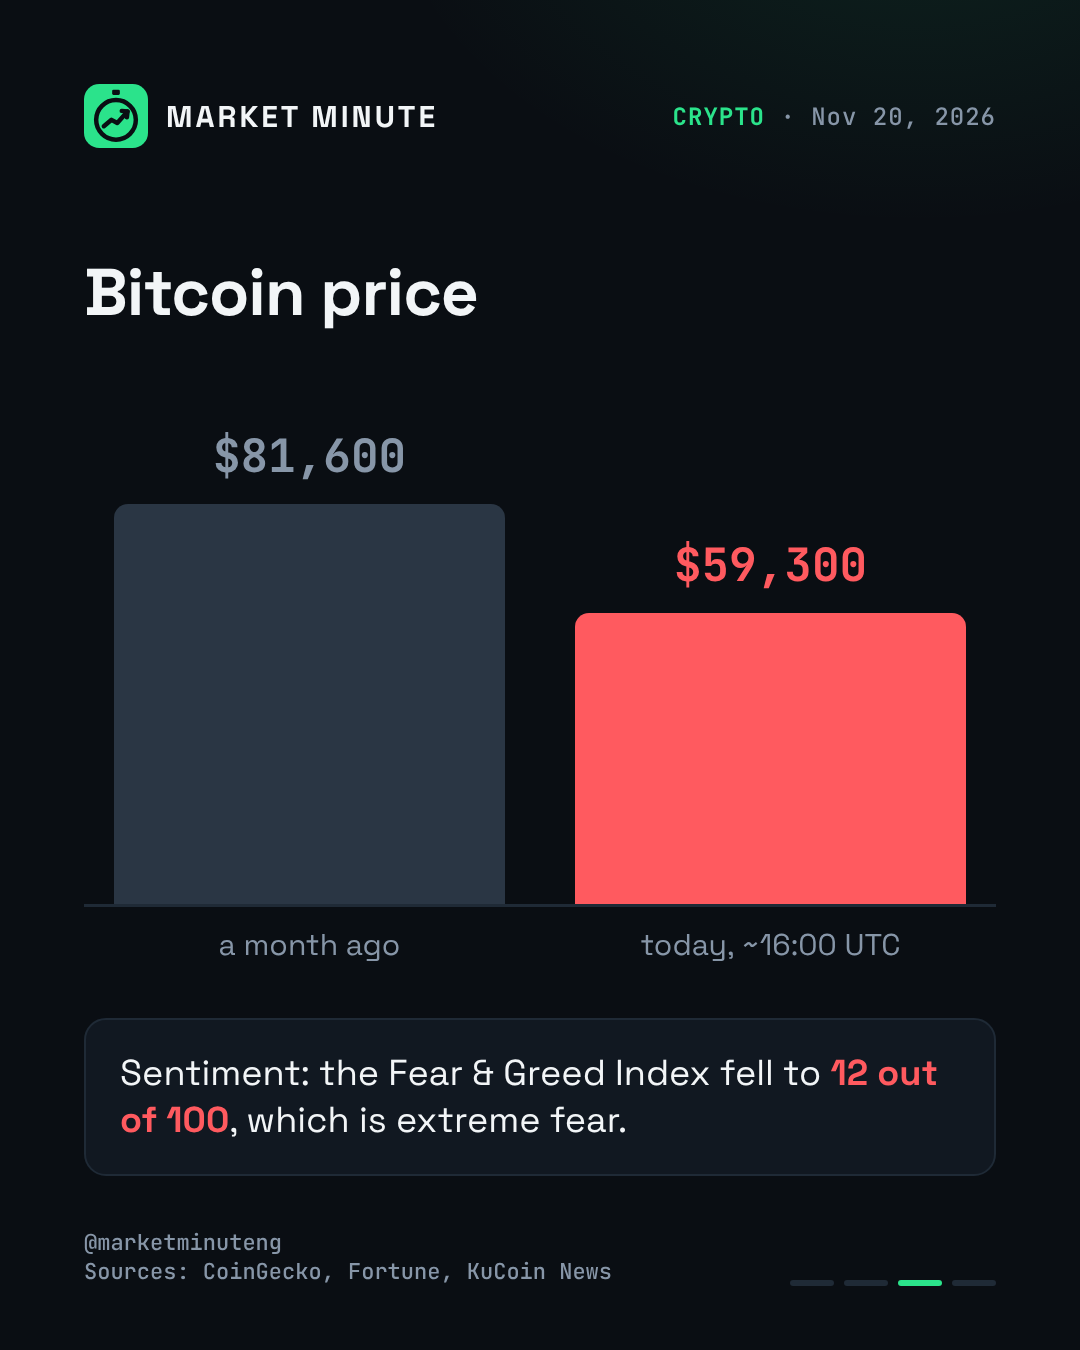 MARKET MINUTE
CRYPTO · Nov 20, 2026
Bitcoin price
$81,600
$59,300
a month ago
today, ~16:00 UTC
Sentiment: the Fear & Greed Index fell to 12 out
of 100, which is extreme fear.
@marketminuteng
Sources: CoinGecko, Fortune, KuCoin News